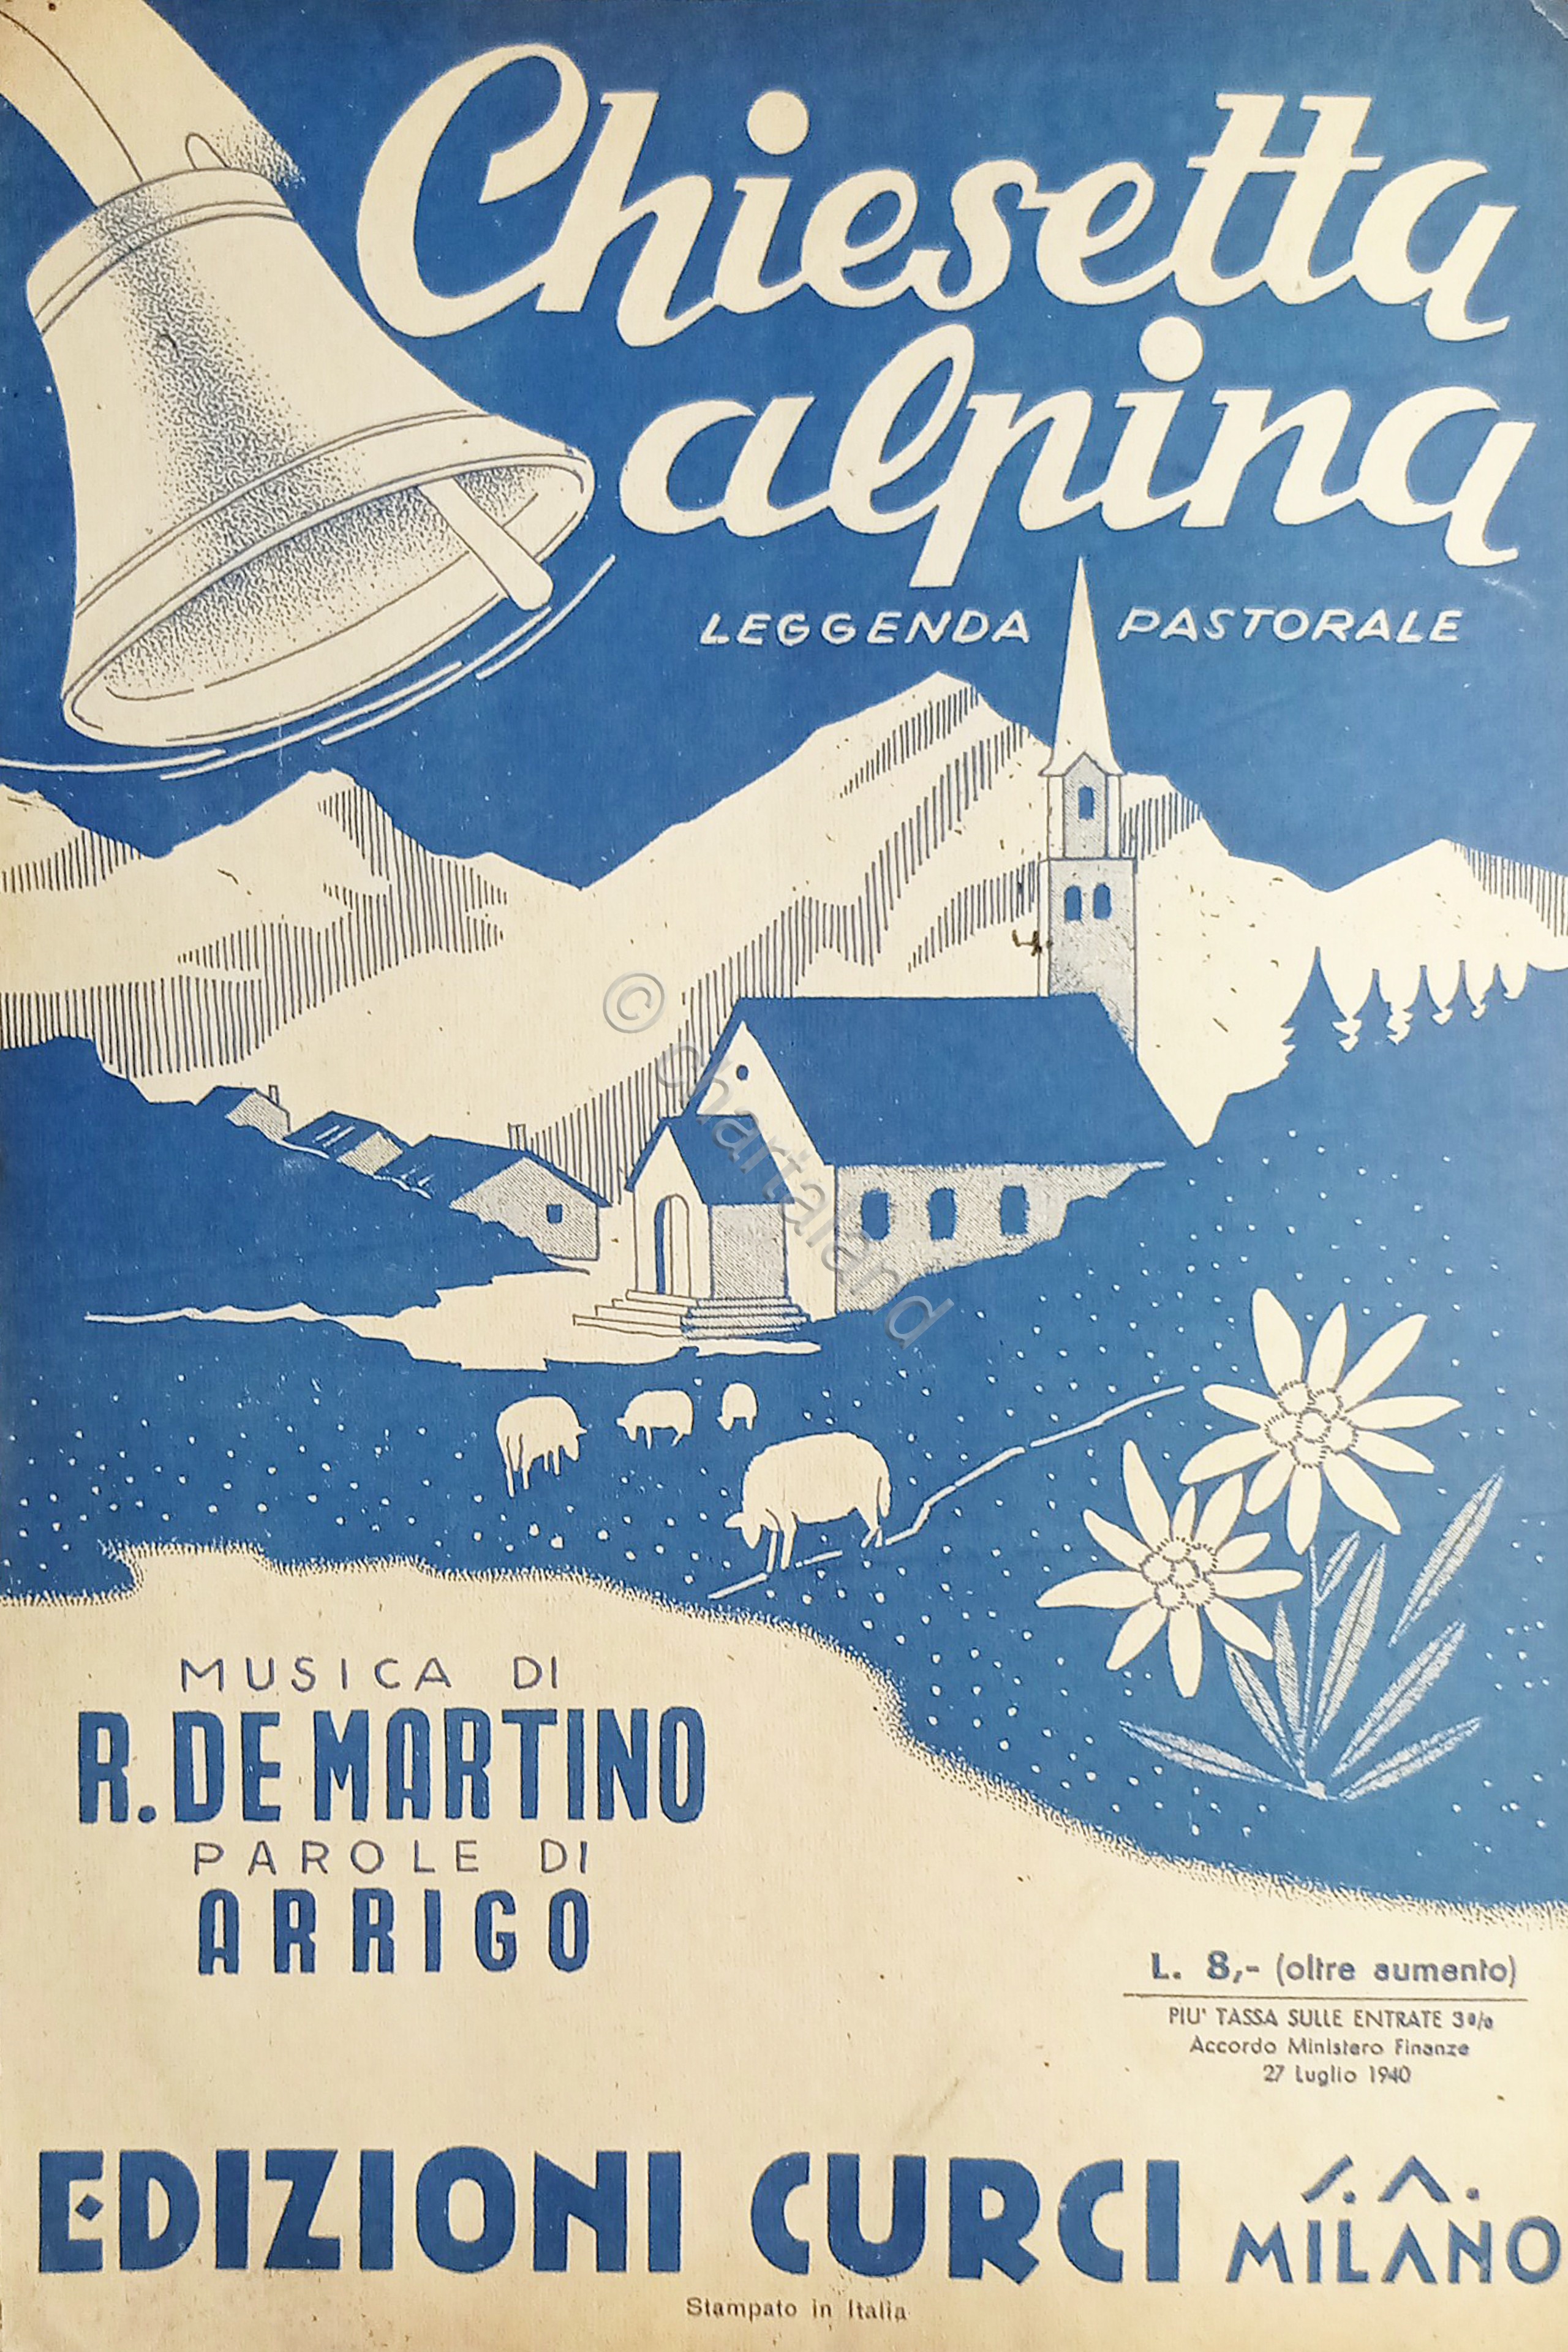 Chiesetta
alpina
LEGGENDA PASTORALE
© chartaland
MUSICA DI
R. DE MARTINO
PAROLE DI
ARRIGO
L. 8,- (oltre aumento)
PIU' TASSA SULLE ENTRATE 3%
Accordo Ministero Finanze
27 Luglio 1940
EDIZIONI CURCI S.A.
MILANO
Stampato in Italia